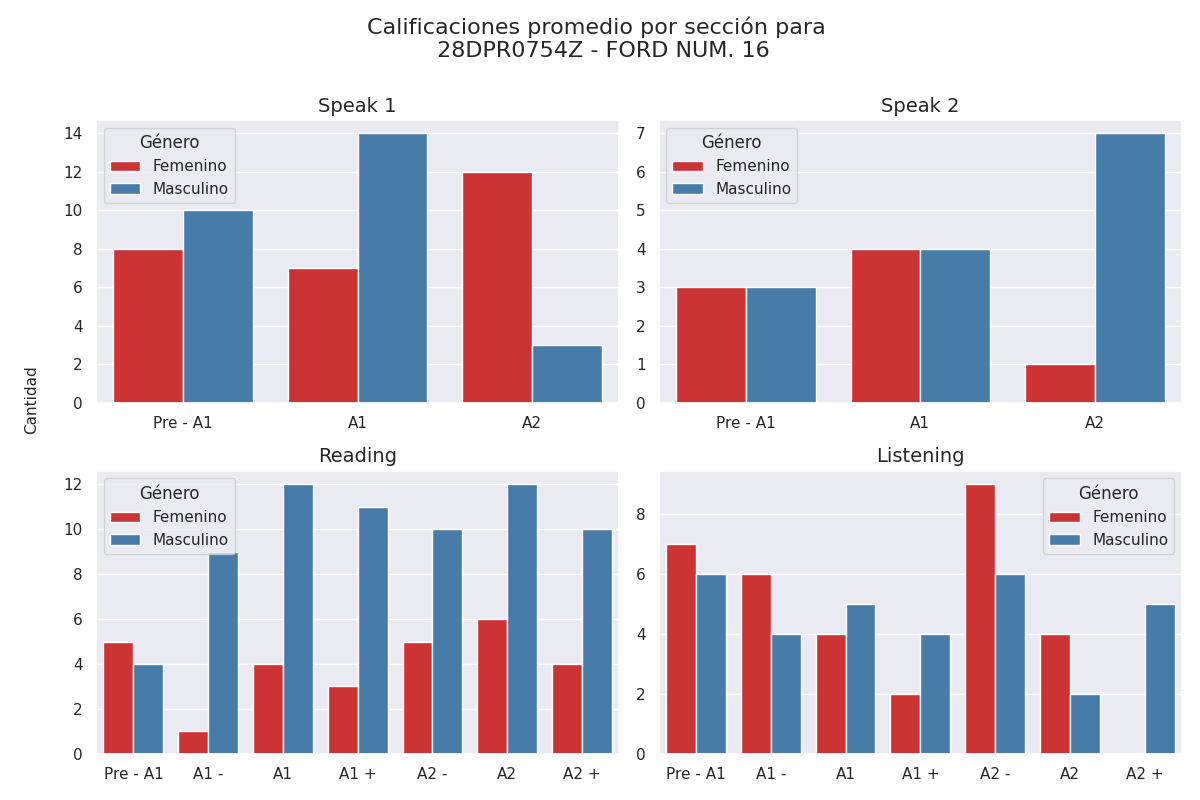 Calificaciones promedio por sección para
28DPR0754Z - FORD NUM. 16
Cantidad
Speak 1
Género
Femenino
Masculino
14
12
10
8
6
4
2
0
Pre - A1 A1 A2
Speak 2
Género
Femenino
Masculino
7
6
5
4
3
2
1
0
Pre - A1 A1 A2
Reading
Género
Femenino
Masculino
12
10
8
6
4
2
0
Pre - A1 A1 - A1 A1 + A2 - A2 A2 +
Listening
Género
Femenino
Masculino
8
6
4
2
0
Pre - A1 A1 - A1 A1 + A2 - A2 A2 +